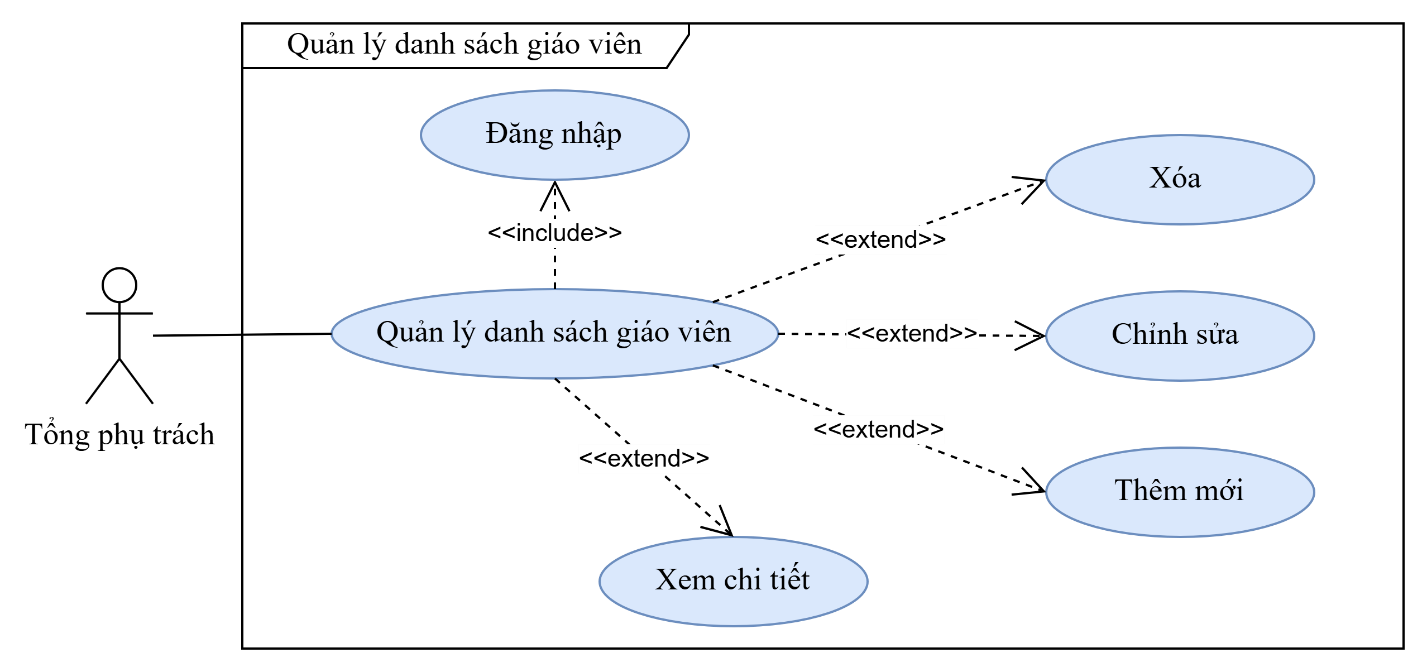 Quản lý danh sách giáo viên
Đăng nhập
Xóa
<<include>>
<<extend>>
Quản lý danh sách giáo viên
<<extend>>
Chỉnh sửa
Tổng phụ trách
<<extend>>
<<extend>>
Thêm mới
Xem chi tiết